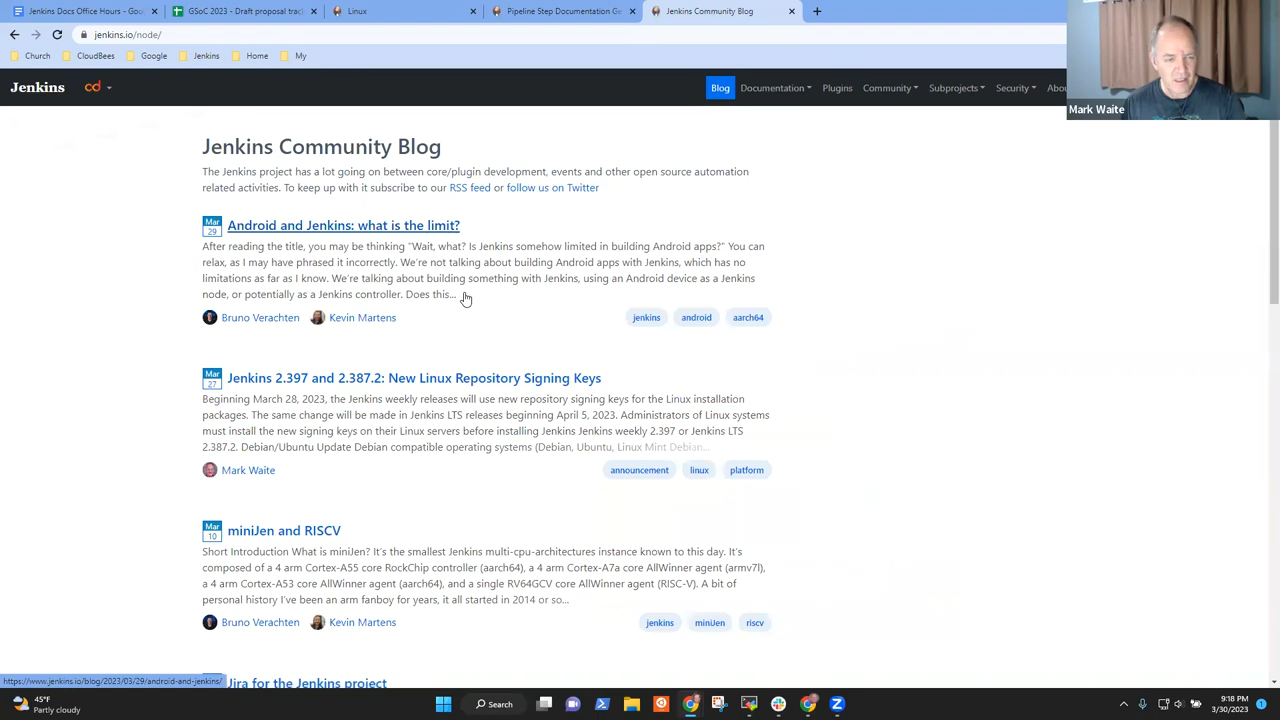 Jenkins Docs Office Hours - Goo
GSoC 2023 - Draft proposal trac
Linux
Pipeline Step Documentation Ge
Jenkins Community Blog
jenkins.io/node/
Church
CloudBees
Google
Jenkins
Home
My
Jenkins
cd
Blog
Documentation
Plugins
Community
Subprojects
Security
Abou
Mark Waite
Jenkins Community Blog
The Jenkins project has a lot going on between core/plugin development, events and other open source automation
related activities. To keep up with it subscribe to our RSS feed or follow us on Twitter
Mar
29
Android and Jenkins: what is the limit?
After reading the title, you may be thinking "Wait, what? Is Jenkins somehow limited in building Android apps?" You can
relax, as I may have phrased it incorrectly. We're not talking about building Android apps with Jenkins, which has no
limitations as far as I know. We're talking about building something with Jenkins, using an Android device as a Jenkins
node, or potentially as a Jenkins controller. Does this...
Bruno Verachten
Kevin Martens
jenkins
android
aarch64
Mar
27
Jenkins 2.397 and 2.387.2: New Linux Repository Signing Keys
Beginning March 28, 2023, the Jenkins weekly releases will use new repository signing keys for the Linux installation
packages. The same change will be made in Jenkins LTS releases beginning April 5, 2023. Administrators of Linux systems
must install the new signing keys on their Linux servers before installing Jenkins Jenkins weekly 2.397 or Jenkins LTS
2.387.2. Debian/Ubuntu Update Debian compatible operating systems (Debian, Ubuntu, Linux Mint Debian...
Mark Waite
announcement
linux
platform
Mar
10
miniJen and RISCV
Short Introduction What is miniJen? It's the smallest Jenkins multi-cpu-architectures instance known to this day. It's
composed of a 4 arm Cortex-A55 core RockChip controller (aarch64), a 4 arm Cortex-A7a core AllWinner agent (armv7l),
a 4 arm Cortex-A53 core AllWinner agent (aarch64), and a single RV64GCV core AllWinner agent (RISC-V). A bit of
personal history I've been an arm fanboy for years, it all started in 2014 or so...
Bruno Verachten
Kevin Martens
jenkins
miniJen
riscv
Jira for the Jenkins project
https://www.jenkins.io/blog/2023/03/29/android-and-jenkins/
45°F
Partly cloudy
Search
9:18 PM
3/30/2023